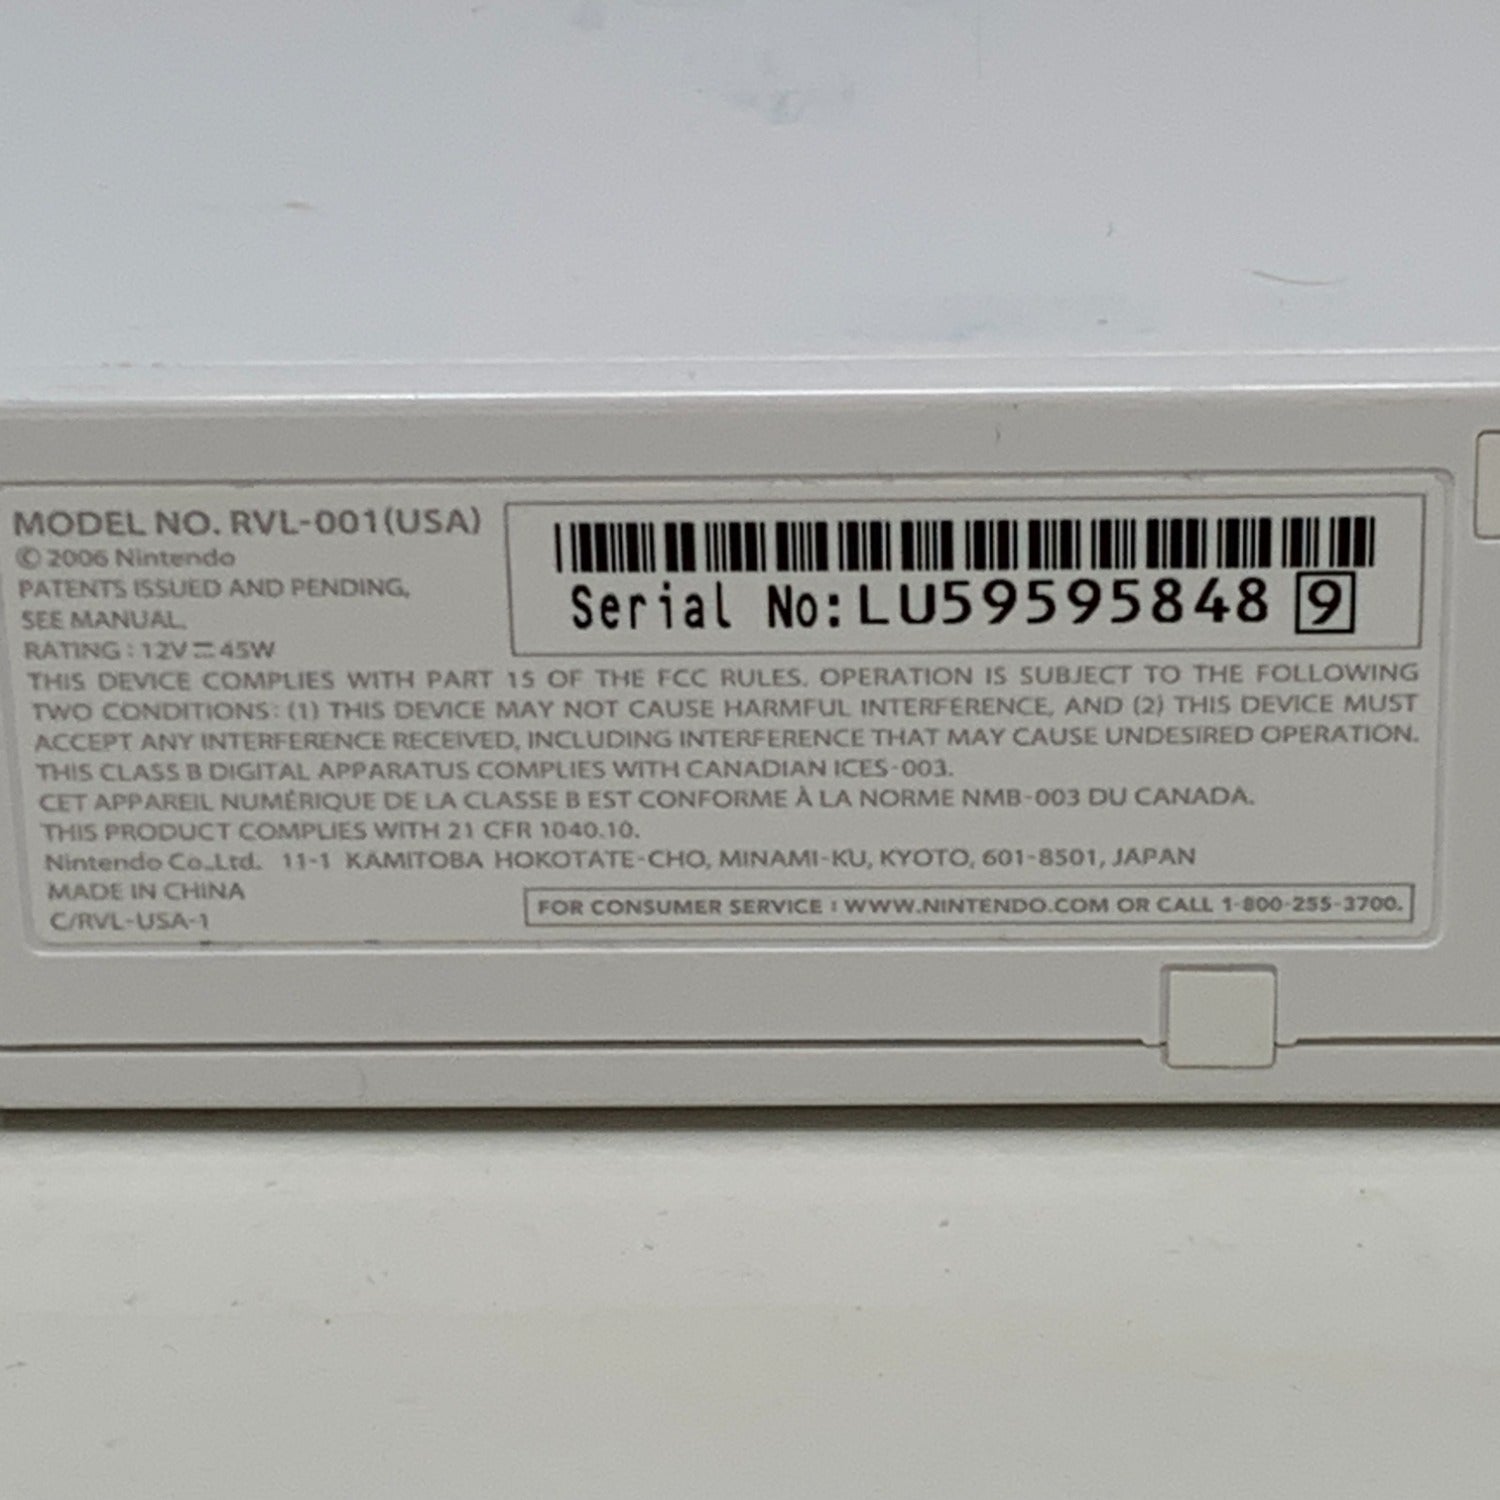 MODEL NO. RVL-001(USA)
© 2006 Nintendo
PATENTS ISSUED AND PENDING,
SEE MANUAL.
RATING : 12V ⎓ 45W
Serial No:LU59595848 9
THIS DEVICE COMPLIES WITH PART 15 OF THE FCC RULES. OPERATION IS SUBJECT TO THE FOLLOWING
TWO CONDITIONS: (1) THIS DEVICE MAY NOT CAUSE HARMFUL INTERFERENCE, AND (2) THIS DEVICE MUST
ACCEPT ANY INTERFERENCE RECEIVED, INCLUDING INTERFERENCE THAT MAY CAUSE UNDESIRED OPERATION.
THIS CLASS B DIGITAL APPARATUS COMPLIES WITH CANADIAN ICES-003.
CET APPAREIL NUMÉRIQUE DE LA CLASSE B EST CONFORME À LA NORME NMB-003 DU CANADA.
THIS PRODUCT COMPLIES WITH 21 CFR 1040.10.
Nintendo Co.,Ltd. 11-1 KAMITOBA HOKOTATE-CHO, MINAMI-KU, KYOTO, 601-8501, JAPAN
MADE IN CHINA
C/RVL-USA-1
FOR CONSUMER SERVICE : WWW.NINTENDO.COM OR CALL 1-800-255-3700.